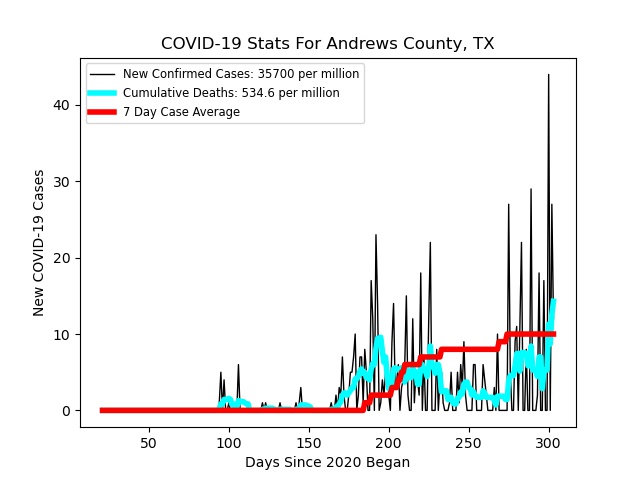 COVID-19 Stats For Andrews County, TX
New Confirmed Cases: 35700 per million
Cumulative Deaths: 534.6 per million
7 Day Case Average
New COVID-19 Cases
40
30
20
10
0
50 100 150 200 250 300
Days Since 2020 Began